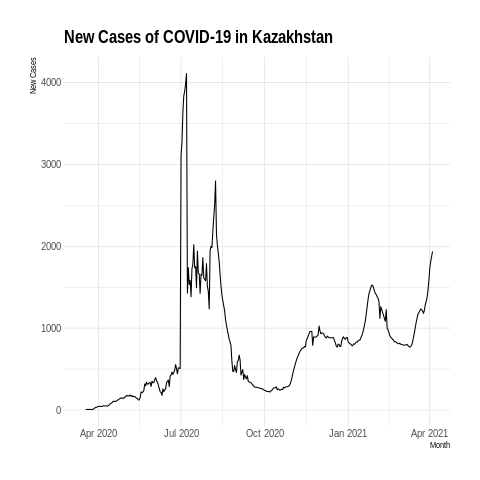 New Cases of COVID-19 in Kazakhstan
New Cases
4000
3000
2000
1000
0
Apr 2020
Jul 2020
Oct 2020
Jan 2021
Apr 2021
Month